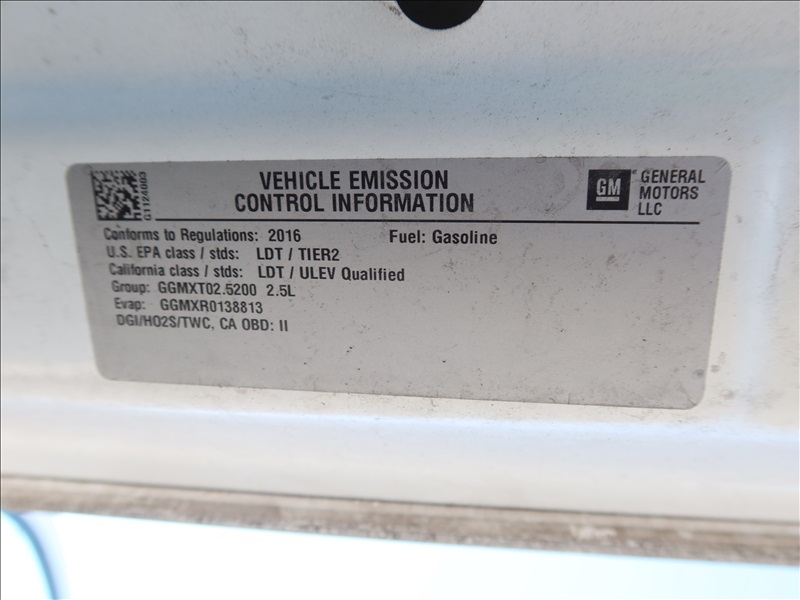 VEHICLE EMISSION
CONTROL INFORMATION
GM
GENERAL
MOTORS
LLC
G1124003
Conforms to Regulations: 2016 Fuel: Gasoline
U.S. EPA class / stds: LDT / TIER2
California class / stds: LDT / ULEV Qualified
Group: GGMXT02.5200 2.5L
Evap: GGMXR0138813
DGI/HO2S/TWC, CA OBD: II